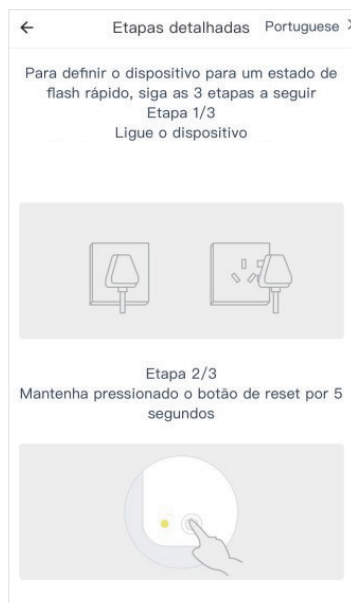 Etapas detalhadas Portuguese
Para definir o dispositivo para um estado de
flash rápido, siga as 3 etapas a seguir
Etapa 1/3
Ligue o dispositivo
Etapa 2/3
Mantenha pressionado o botão de reset por 5
segundos